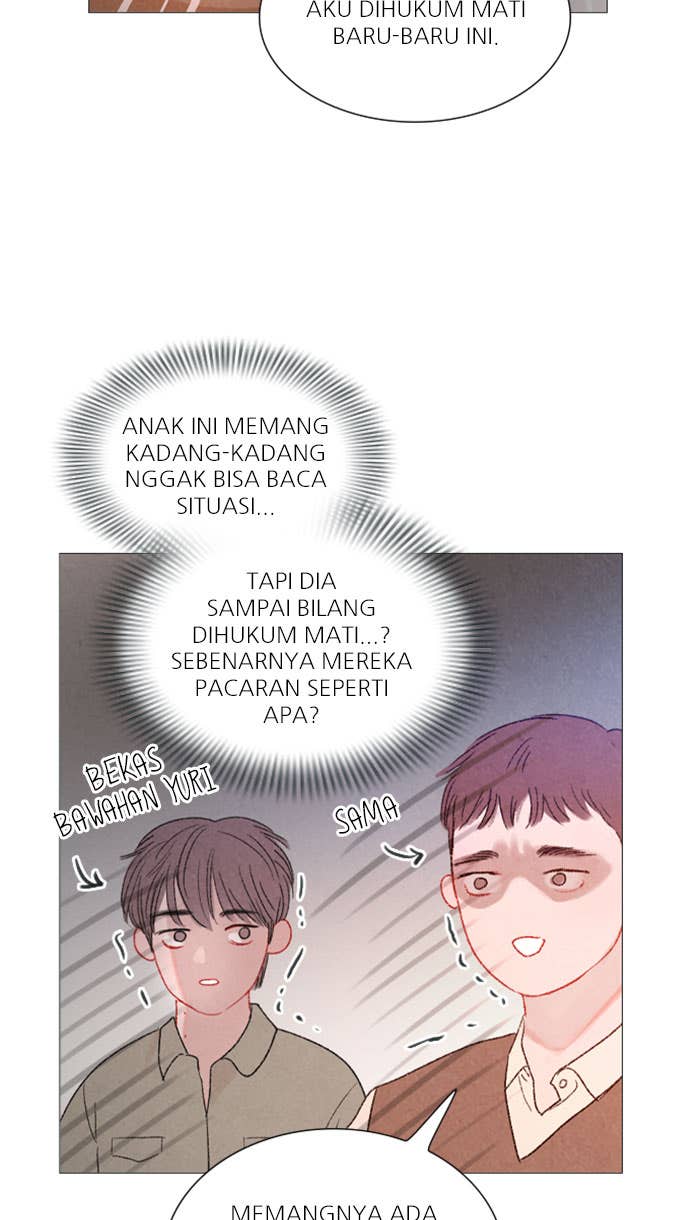 AKU DIHUKUM MATI
BARU-BARU INI.
ANAK INI MEMANG
KADANG-KADANG
NGGAK BISA BACA
SITUASI...
TAPI DIA
SAMPAI BILANG
DIHUKUM MATI...?
SEBENARNYA MEREKA
PACARAN SEPERTI
APA?
BEKAS
BAWAHAN YURI
SAMA
MEMANGNYA ADA